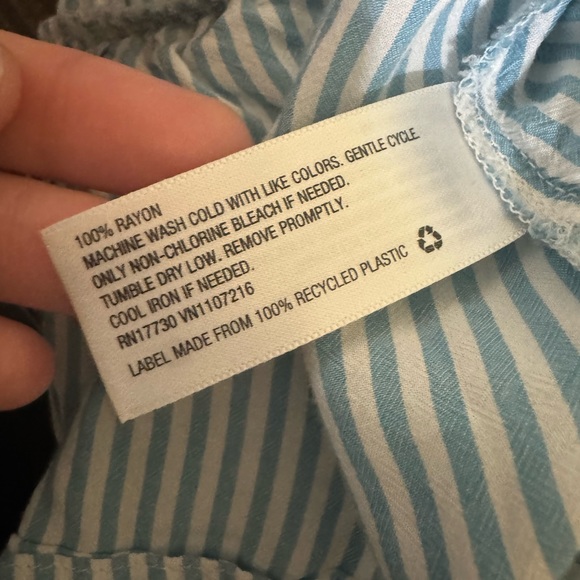 100% RAYON
MACHINE WASH COLD WITH LIKE COLORS. GENTLE CYCLE.
ONLY NON-CHLORINE BLEACH IF NEEDED.
TUMBLE DRY LOW. REMOVE PROMPTLY.
COOL IRON IF NEEDED.
RN17730 VN1107216
LABEL MADE FROM 100% RECYCLED PLASTIC